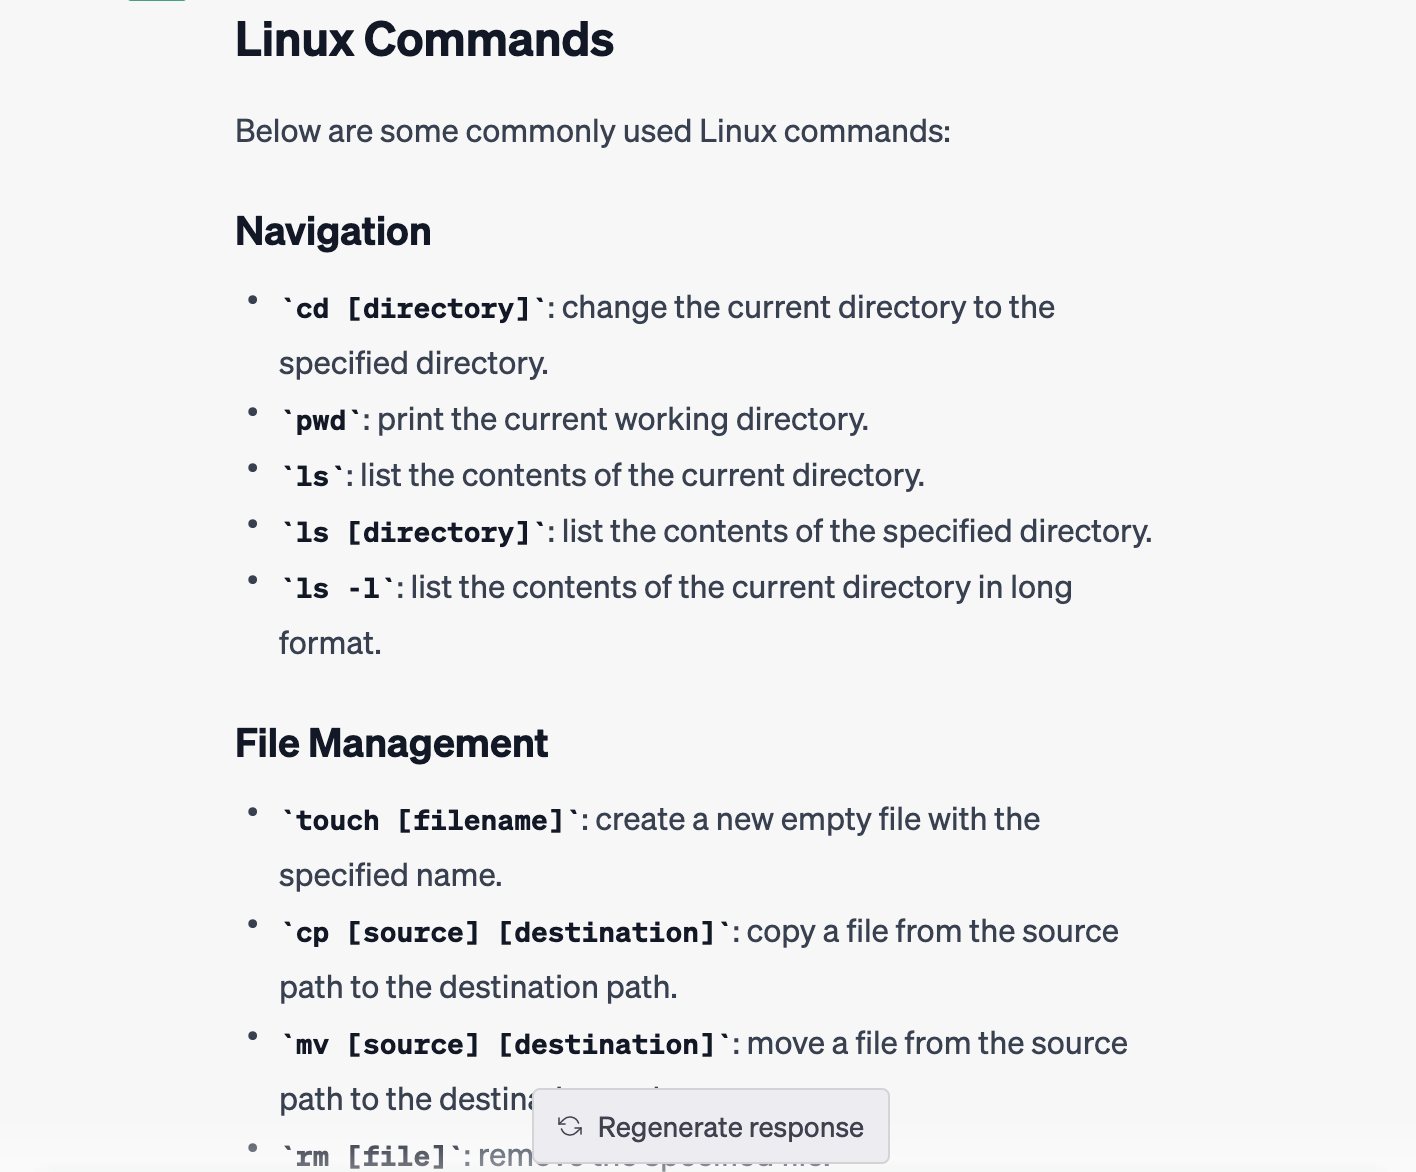 Linux Commands
Below are some commonly used Linux commands:
Navigation
• `cd [directory]`: change the current directory to the
specified directory.
• `pwd`: print the current working directory.
• `ls`: list the contents of the current directory.
• `ls [directory]`: list the contents of the specified directory.
• `ls -l`: list the contents of the current directory in long
format.
File Management
• `touch [filename]`: create a new empty file with the
specified name.
• `cp [source] [destination]`: copy a file from the source
path to the destination path.
• `mv [source] [destination]`: move a file from the source
path to the
Regenerate response
• `rm [file]`: file.